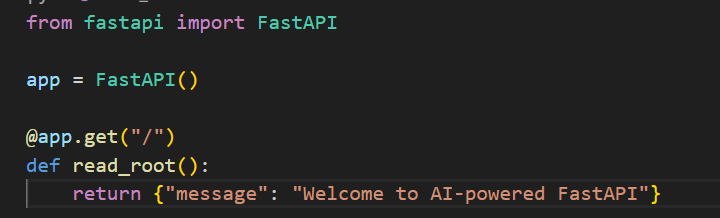 from fastapi import FastAPI
app = FastAPI()
@app.get("/")
def read_root():
    return {"message": "Welcome to AI-powered FastAPI"}